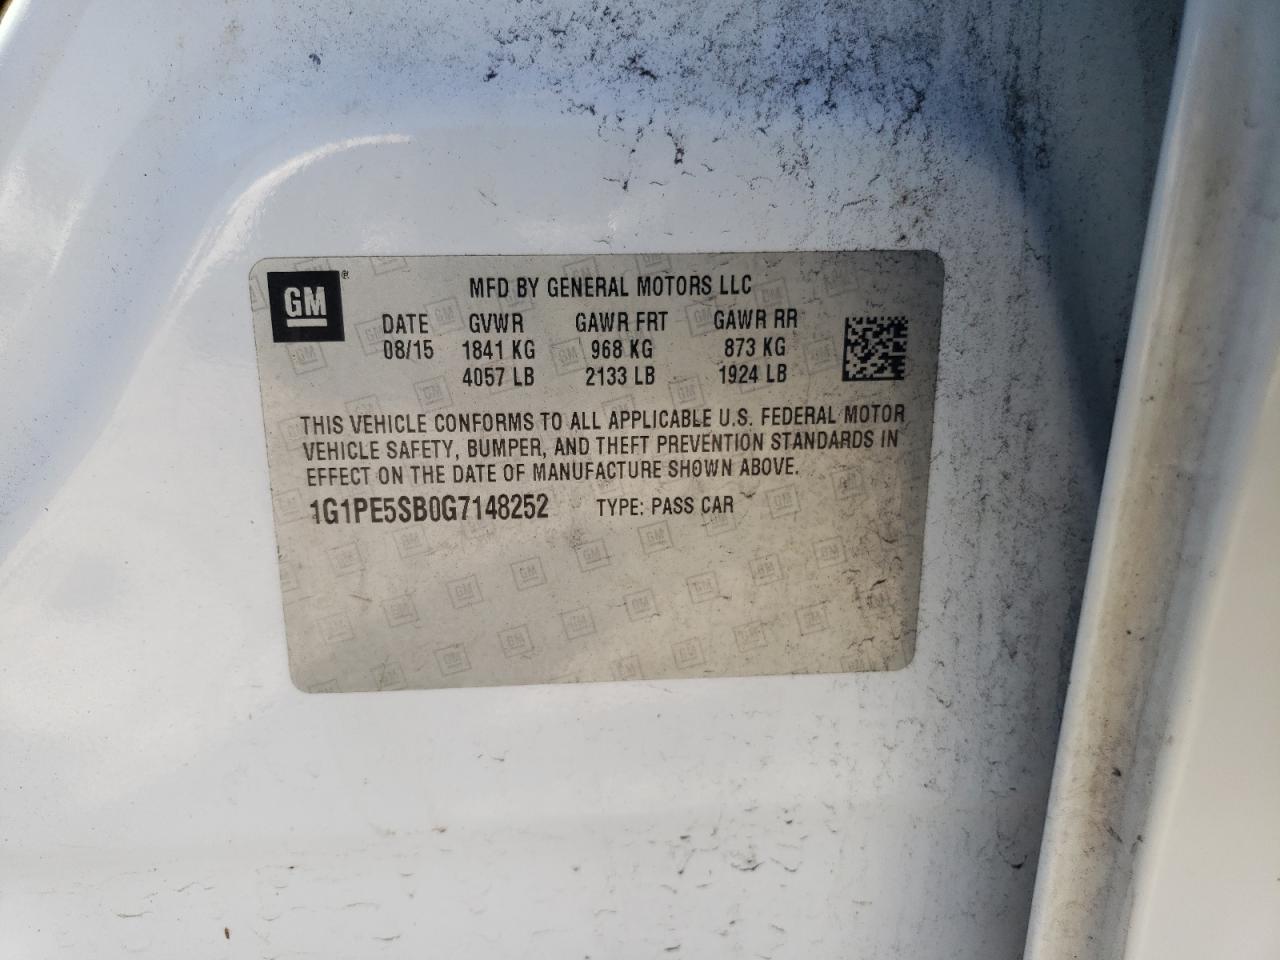 GM
MFD BY GENERAL MOTORS LLC
DATE GVWR GAWR FRT GAWR RR
08/15 1841 KG 968 KG 873 KG
4057 LB 2133 LB 1924 LB
THIS VEHICLE CONFORMS TO ALL APPLICABLE U.S. FEDERAL MOTOR
VEHICLE SAFETY, BUMPER, AND THEFT PREVENTION STANDARDS IN
EFFECT ON THE DATE OF MANUFACTURE SHOWN ABOVE.
1G1PE5SB0G7148252 TYPE: PASS CAR